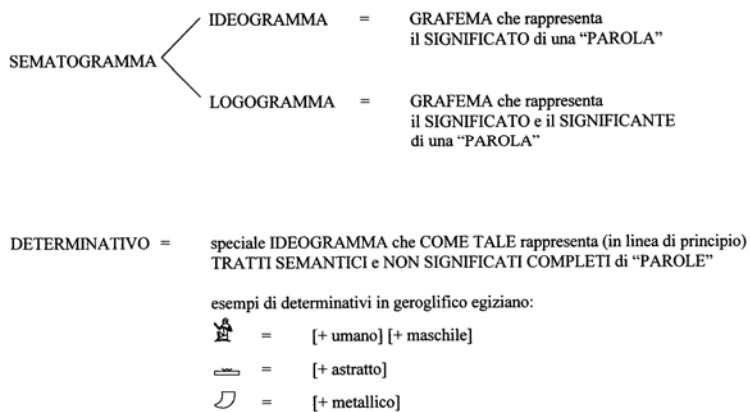 IDEOGRAMMA = GRAFEMA che rappresenta
il SIGNIFICATO di una “PAROLA”
SEMATOGRAMMA
LOGOGRAMMA = GRAFEMA che rappresenta
il SIGNIFICATO e il SIGNIFICANTE
di una “PAROLA”
DETERMINATIVO = speciale IDEOGRAMMA che COME TALE rappresenta (in linea di principio)
TRATTI SEMANTICI e NON SIGNIFICATI COMPLETI di “PAROLE”
esempi di determinativi in geroglifico egiziano:
= [+ umano] [+ maschile]
= [+ astratto]
= [+ metallico]